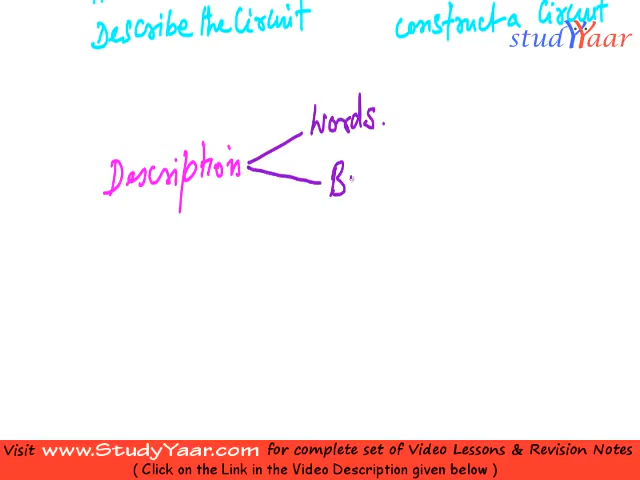 Describe the Circuit construct a Circuit
studYYaar
words.
Description
B.
Visit www.StudyYaar.com for complete set of Video Lessons & Revision Notes
( Click on the Link in the Video Description given below )